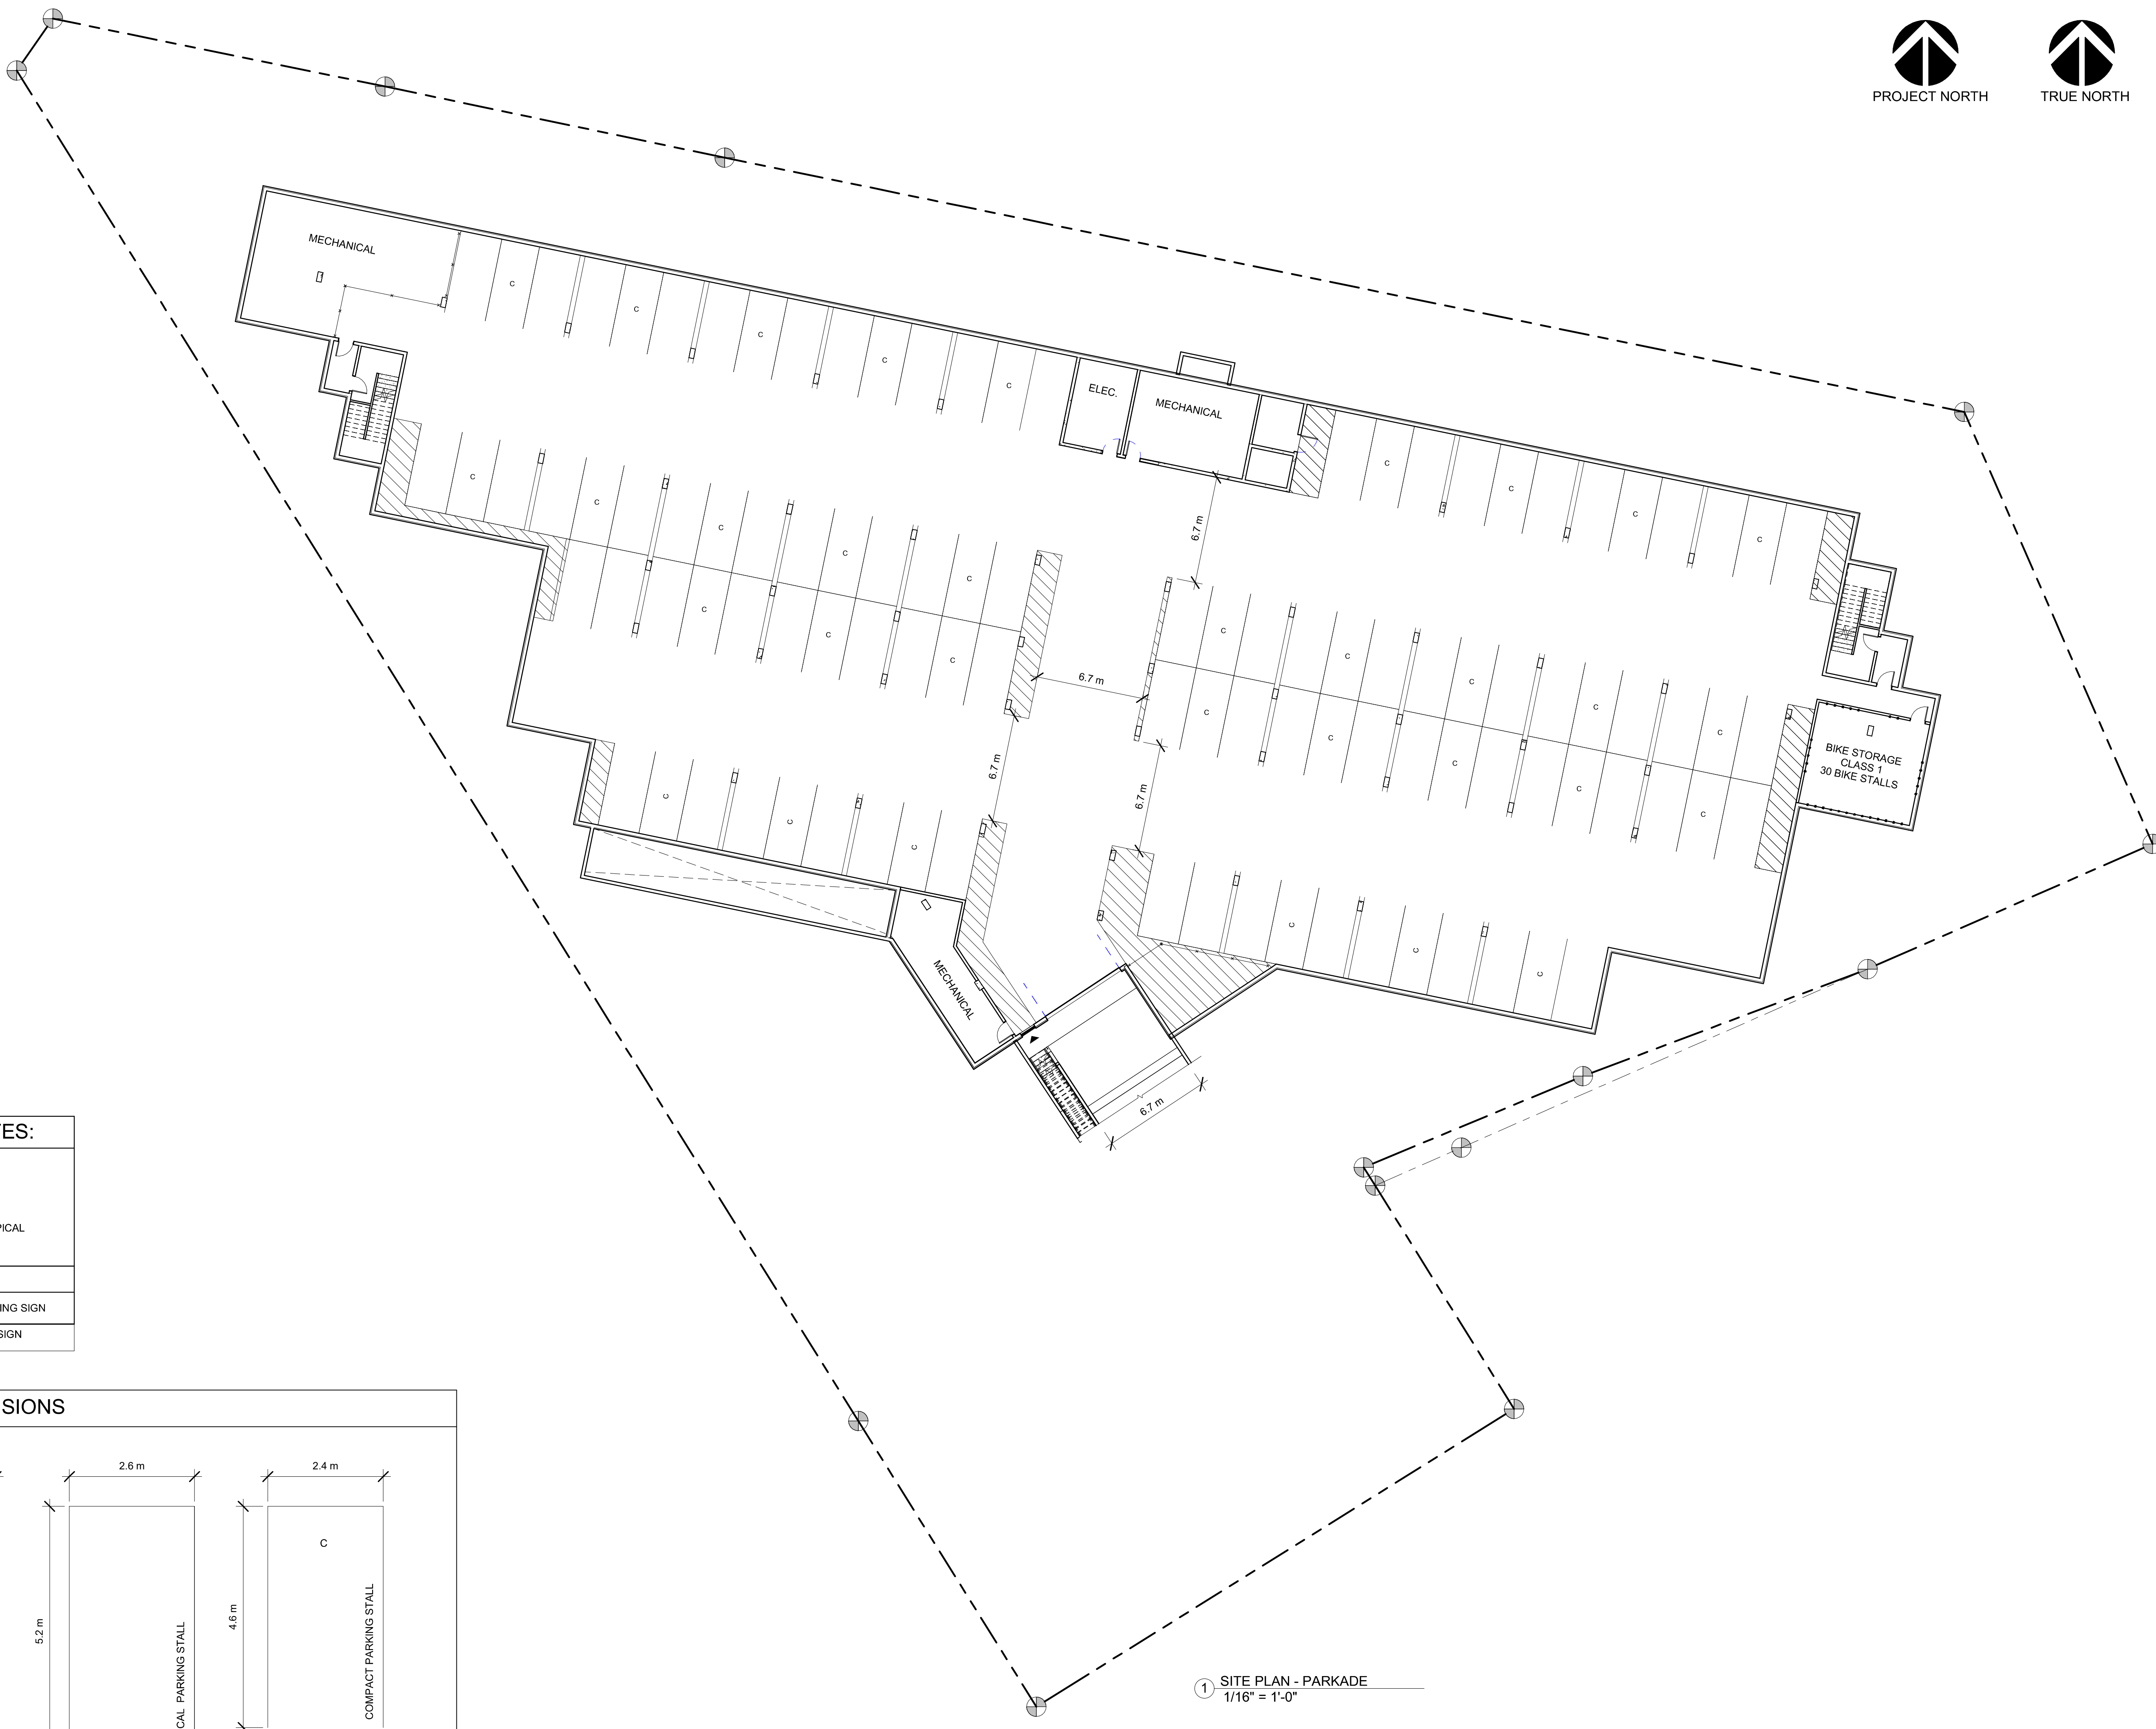 PROJECT NORTH
TRUE NORTH
MECHANICAL
C
C
C
C
C
ELEC.
MECHANICAL
C
C
C
C
C
C
C
C
C
6.7 m
C
C
C
C
C
C
C
C
C
6.7 m
C
C
C
C
C
6.7 m
6.7 m
BIKE STORAGE
CLASS 1
30 BIKE STALLS
C
C
C
MECHANICAL
C
C
C
6.7 m
TES:
PICAL
ING SIGN
SIGN
SIONS
2.6 m
2.4 m
5.2 m
CAL PARKING STALL
4.6 m
C
COMPACT PARKING STALL
1
SITE PLAN - PARKADE
1/16" = 1'-0"